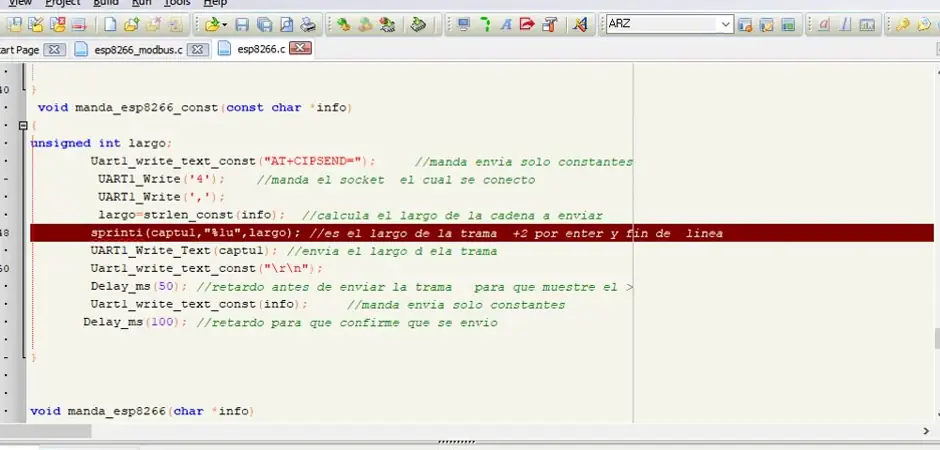 View Project Build Run Tools Help
ARZ
art Page esp8266_modbus.c esp8266.c
40 }
void manda_esp8266_const(const char *info)
{
unsigned int largo;
Uart1_write_text_const("AT+CIPSEND="); //manda envia solo constantes
UART1_Write('4'); //manda el socket el cual se conecto
UART1_Write(',');
largo=strlen_const(info); //calcula el largo de la cadena a enviar
48 sprinti(captul,"%lu",largo); //es el largo de la trama +2 por enter y fin de linea
UART1_Write_Text(captul); //envia el largo d ela trama
50 Uart1_write_text_const("\r\n");
Delay_ms(50); //retardo antes de enviar la trama para que muestre el >
Uart1_write_text_const(info); //manda envia solo constantes
Delay_ms(100); //retardo para que confirme que se envio
}
void manda_esp8266(char *info)